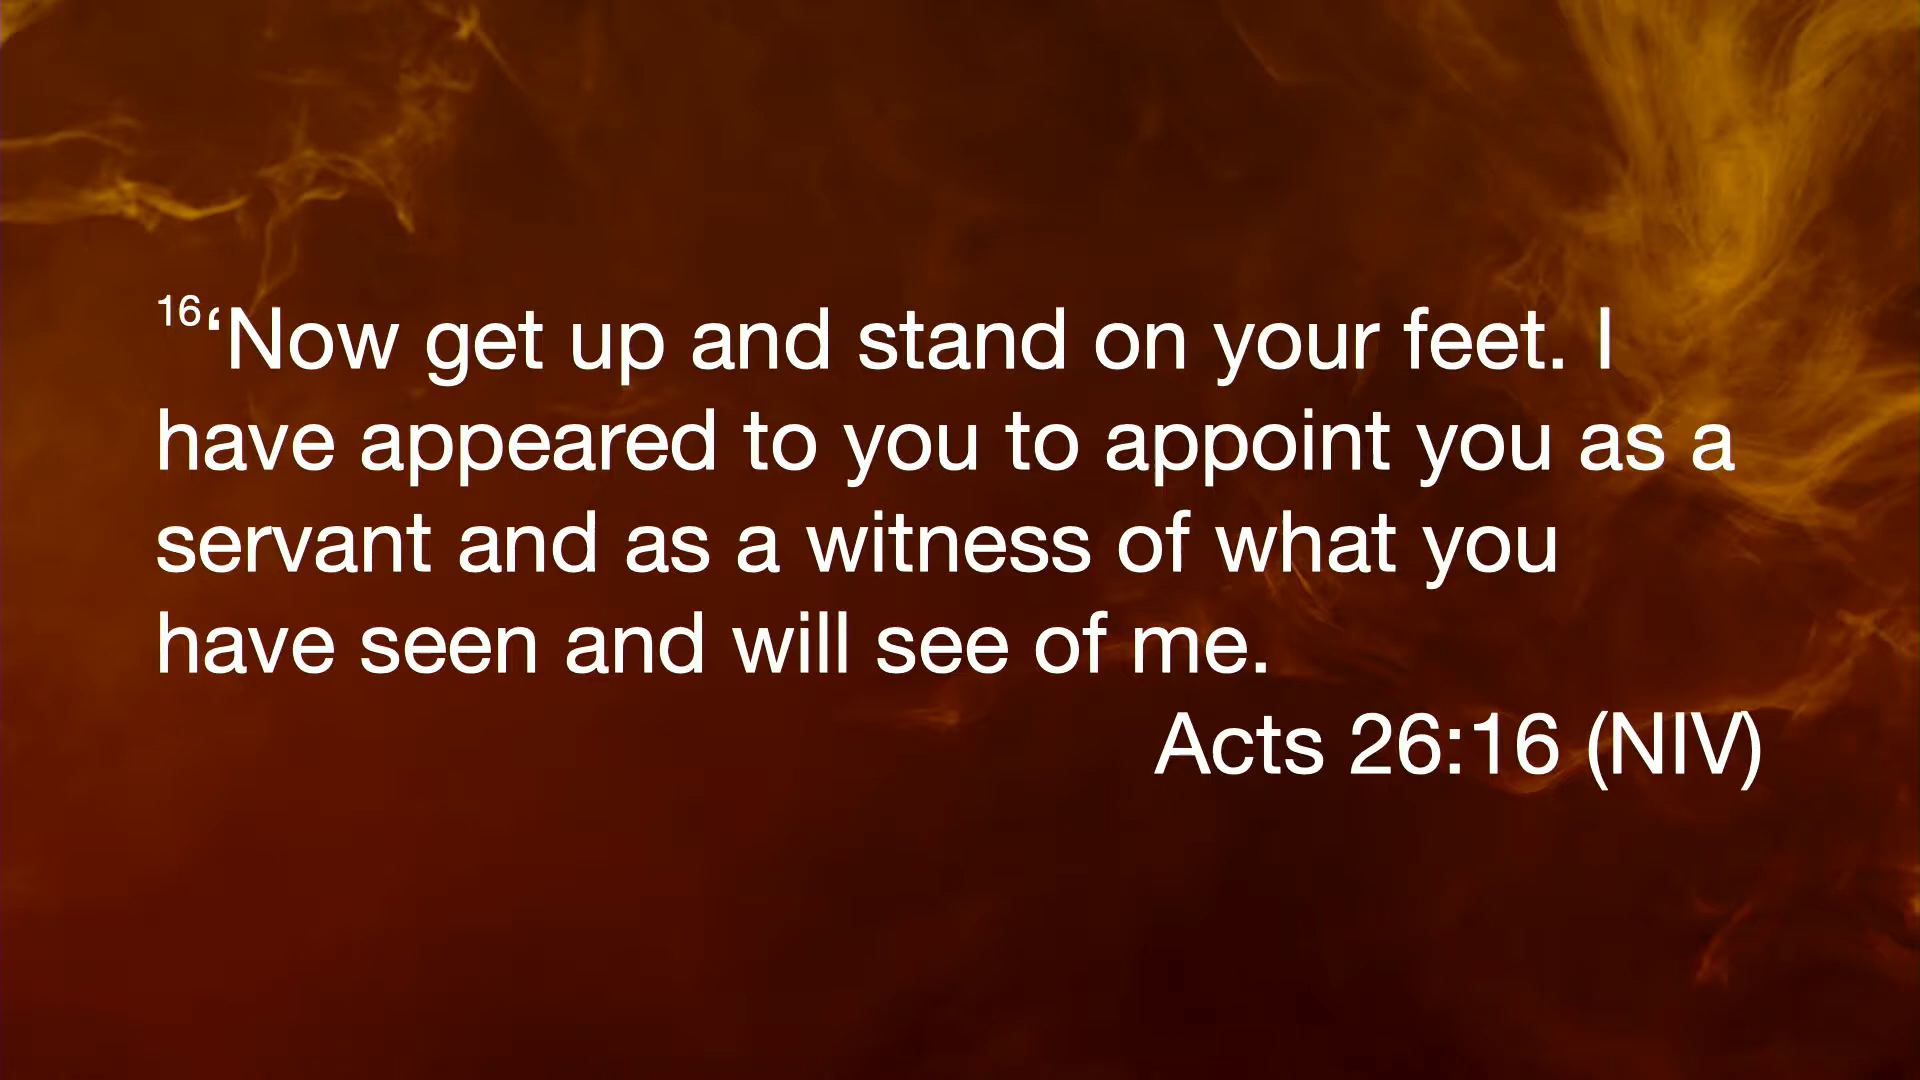 16‘Now get up and stand on your feet. I
have appeared to you to appoint you as a
servant and as a witness of what you
have seen and will see of me.
Acts 26:16 (NIV)